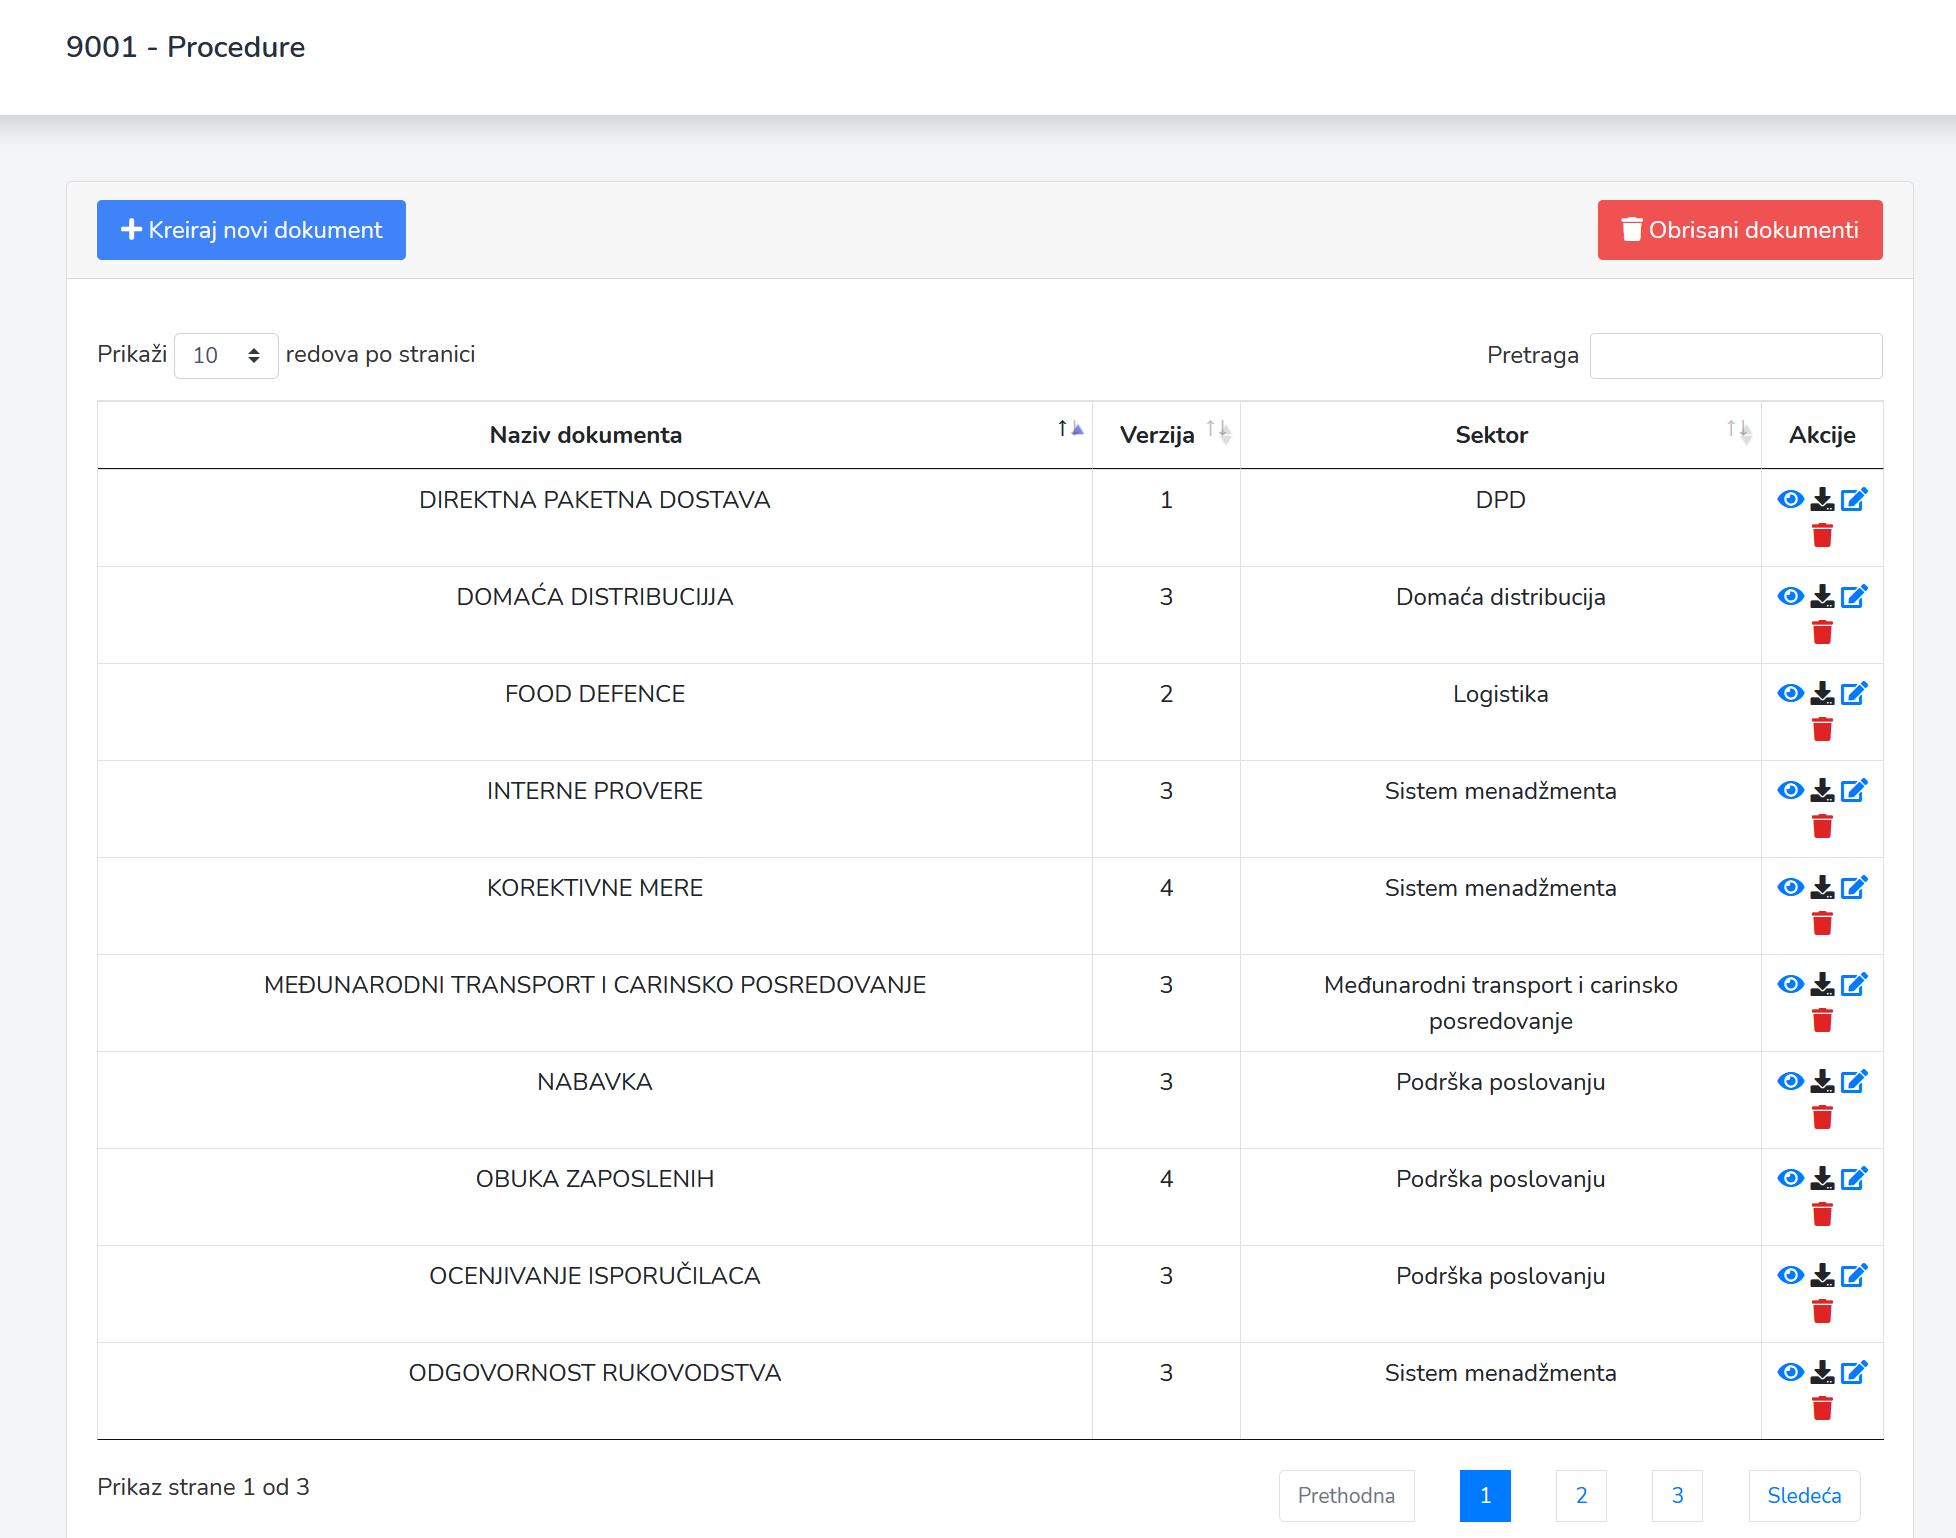 9001 - Procedure
Kreiraj novi dokument
Obrisani dokumenti
Prikaži 10 redova po stranici
Pretraga
Naziv dokumenta Verzija Sektor Akcije
DIREKTNA PAKETNA DOSTAVA 1 DPD
DOMAĆA DISTRIBUCIJJA 3 Domaća distribucija
FOOD DEFENCE 2 Logistika
INTERNE PROVERE 3 Sistem menadžmenta
KOREKTIVNE MERE 4 Sistem menadžmenta
MEĐUNARODNI TRANSPORT I CARINSKO POSREDOVANJE 3 Međunarodni transport i carinsko
posredovanje
NABAVKA 3 Podrška poslovanju
OBUKA ZAPOSLENIH 4 Podrška poslovanju
OCENJIVANJE ISPORUČILACA 3 Podrška poslovanju
ODGOVORNOST RUKOVODSTVA 3 Sistem menadžmenta
Prikaz strane 1 od 3
Prethodna 1 2 3 Sledeća